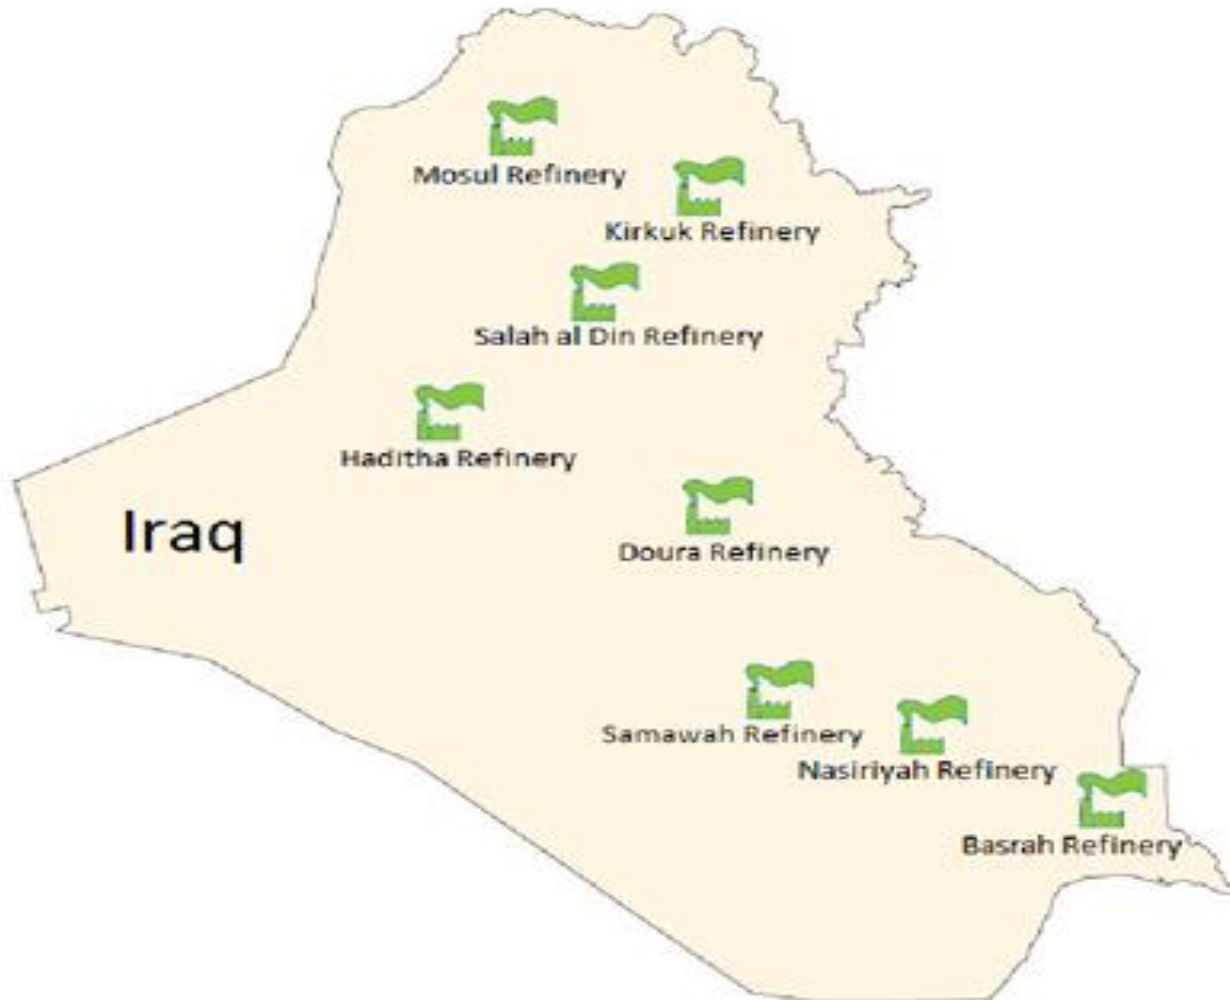 Mosul Refinery
Kirkuk Refinery
Salah al Din Refinery
Haditha Refinery
Iraq
Doura Refinery
Samawah Refinery
Nasiriyah Refinery
Basrah Refinery